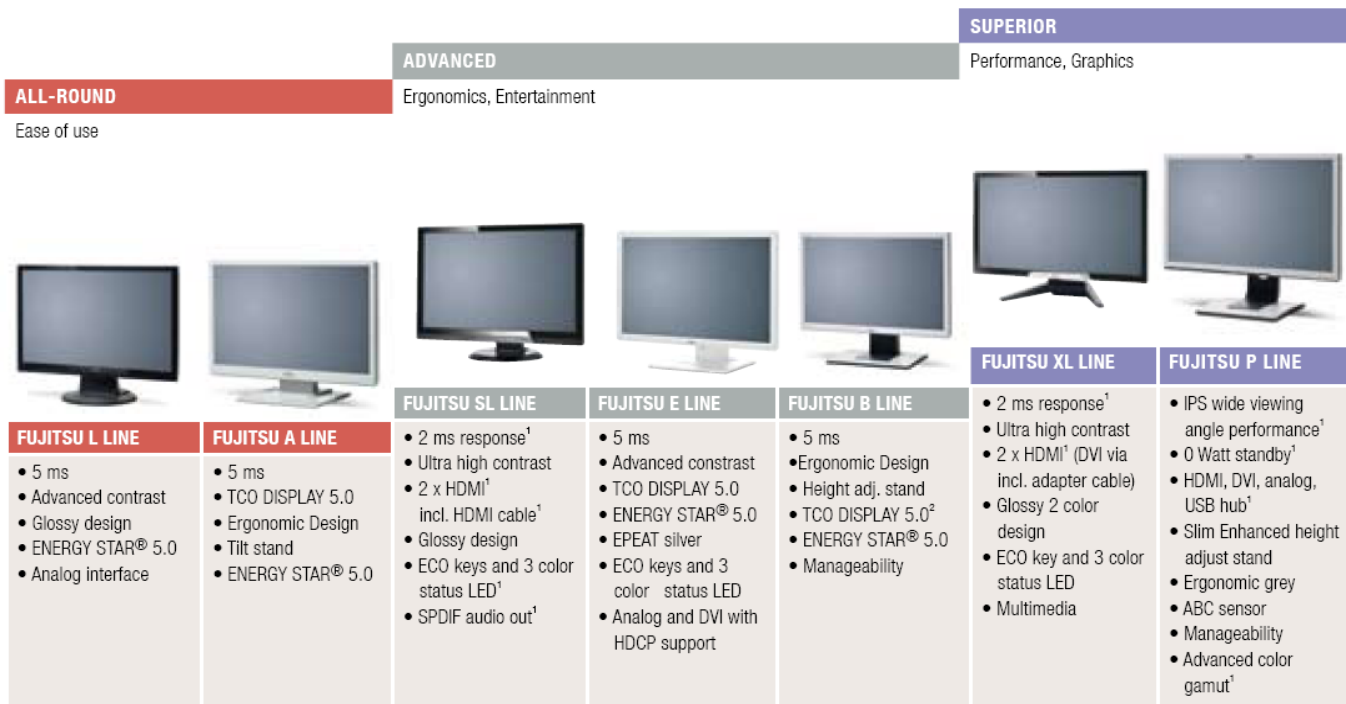 SUPERIOR
Performance, Graphics
ADVANCED
Ergonomics, Entertainment
ALL-ROUND
Ease of use
FUJITSU L LINE
• 5 ms
• Advanced contrast
• Glossy design
• ENERGY STAR® 5.0
• Analog interface
FUJITSU A LINE
• 5 ms
• TCO DISPLAY 5.0
• Ergonomic Design
• Tilt stand
• ENERGY STAR® 5.0
FUJITSU SL LINE
• 2 ms response¹
• Ultra high contrast
• 2 x HDMI¹
incl. HDMI cable¹
• Glossy design
• ECO keys and 3 color
status LED¹
• SPDIF audio out¹
FUJITSU E LINE
• 5 ms
• Advanced constrast
• TCO DISPLAY 5.0
• ENERGY STAR® 5.0
• EPEAT silver
• ECO keys and 3
color status LED
• Analog and DVI with
HDCP support
FUJITSU B LINE
• 5 ms
•Ergonomic Design
• Height adj. stand
• TCO DISPLAY 5.0²
• ENERGY STAR® 5.0
• Manageability
FUJITSU XL LINE
• 2 ms response¹
• Ultra high contrast
• 2 x HDMI¹ (DVI via
incl. adapter cable)
• Glossy 2 color
design
• ECO key and 3 color
status LED
• Multimedia
FUJITSU P LINE
• IPS wide viewing
angle performance¹
• 0 Watt standby¹
• HDMI, DVI, analog,
USB hub¹
• Slim Enhanced height
adjust stand
• Ergonomic grey
• ABC sensor
• Manageability
• Advanced color
gamut¹